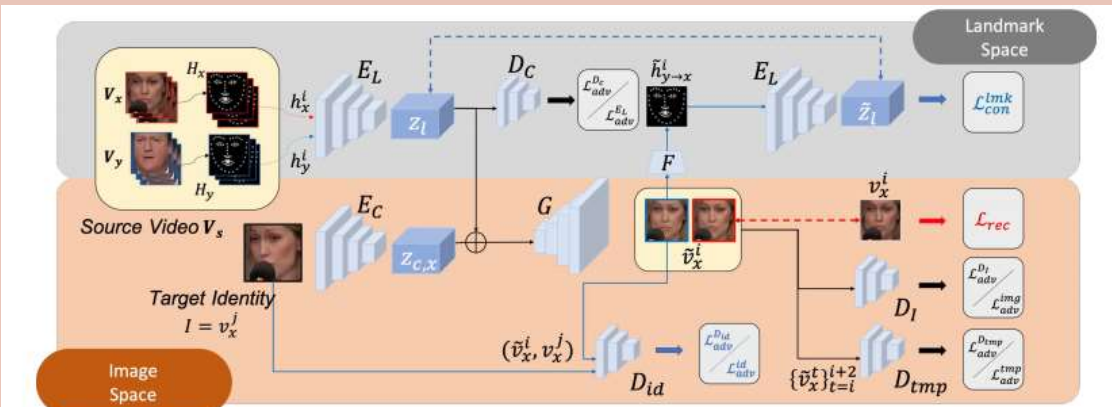 Landmark
Space
V_x
H_x
h_x^i
E_L
Z_l
D_C
L_adv^{D_C} / L_adv^{E_L}
h̃_{y→x}^i
E_L
Z̃_l
L_con^{lmk}
V_y
H_y
h_y^i
F
Source Video V_s
E_C
Z_{c,x}
G
ṽ_x^i
v_x^i
L_rec
Target Identity
I = v_x^j
D_I
L_adv^{D_I} / L_adv^{img}
(ṽ_x^i, v_x^j)
D_id
L_adv^{D_id} / L_adv^{id}
{ṽ_x^t}_{t=i}^{i+2}
D_tmp
L_adv^{D_tmp} / L_adv^{tmp}
Image
Space